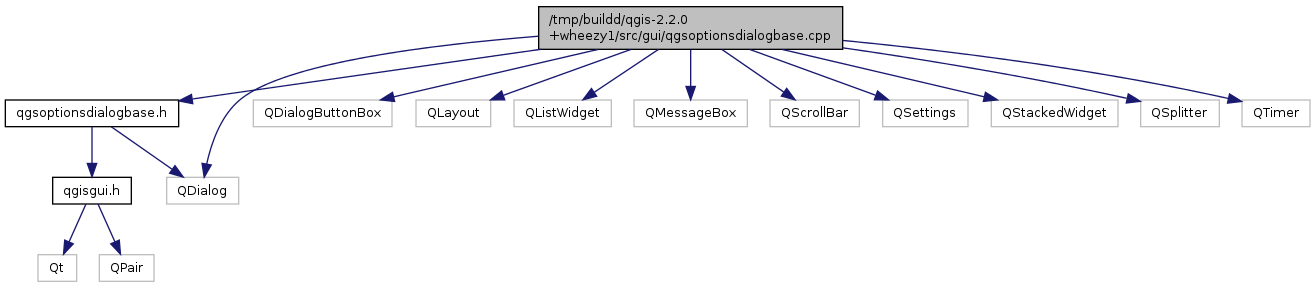 /tmp/buildd/qgis-2.2.0
+wheezy1/src/gui/qgsoptionsdialogbase.cpp
qgsoptionsdialogbase.h
QDialogButtonBox
QLayout
QListWidget
QMessageBox
QScrollBar
QSettings
QStackedWidget
QSplitter
QTimer
qgisgui.h
QDialog
Qt
QPair